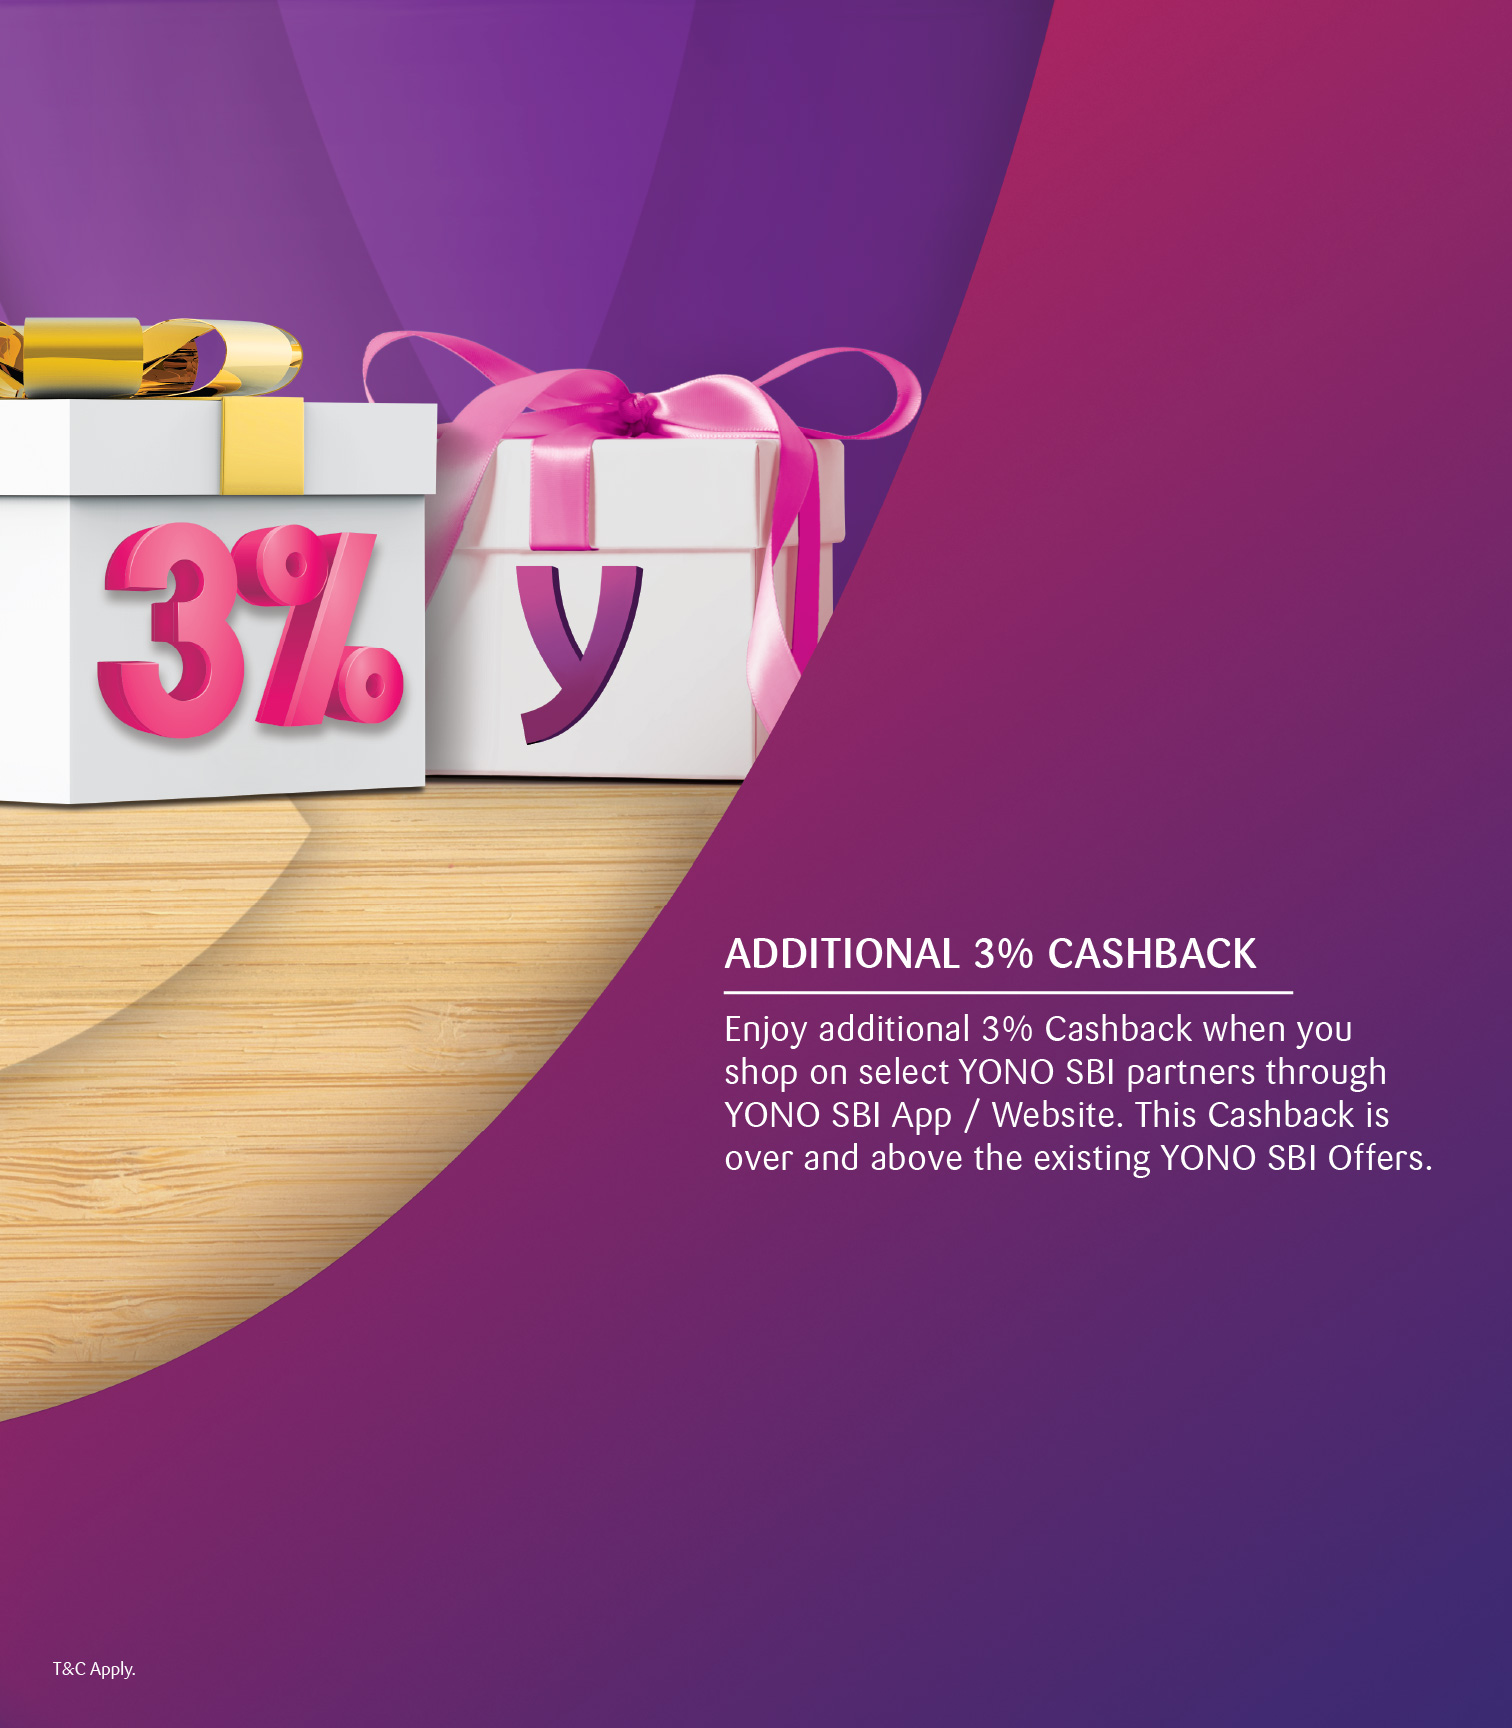 3%
y
ADDITIONAL 3% CASHBACK
Enjoy additional 3% Cashback when you
shop on select YONO SBI partners through
YONO SBI App / Website. This Cashback is
over and above the existing YONO SBI Offers.
T&C Apply.